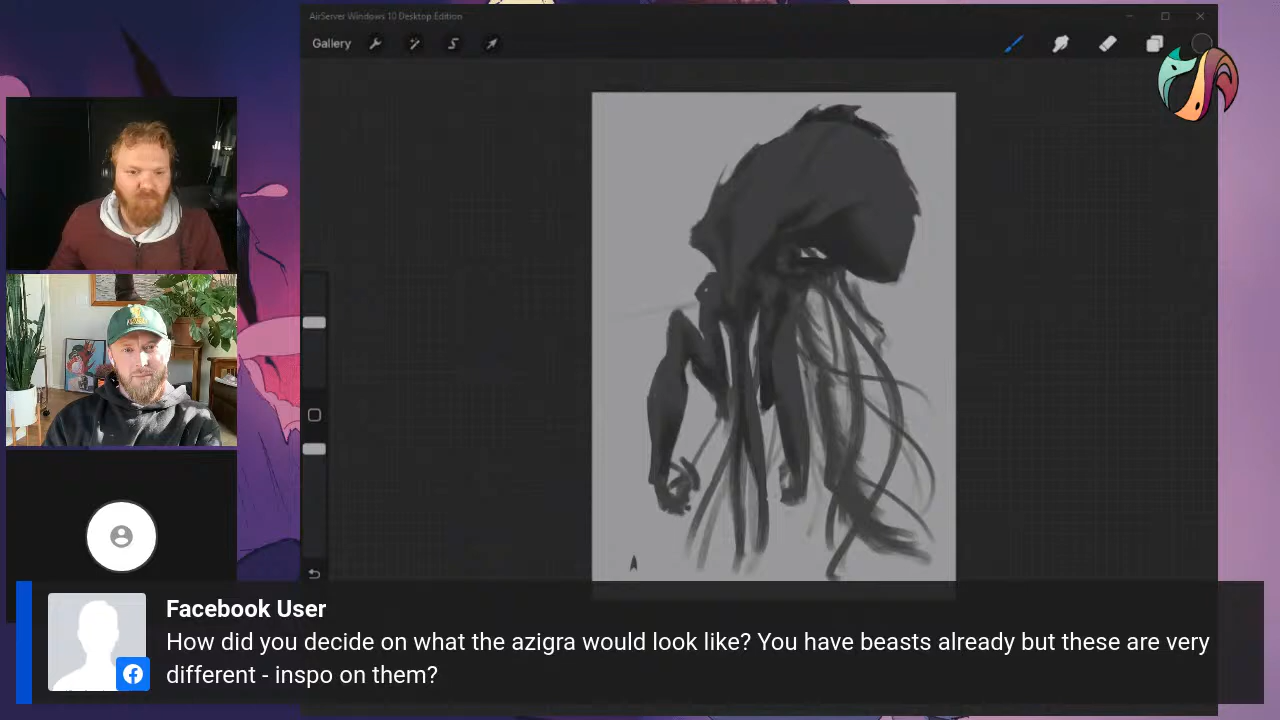 AirServer Windows 10 Desktop Edition
Gallery
Facebook User
How did you decide on what the azigra would look like? You have beasts already but these are very
different - inspo on them?